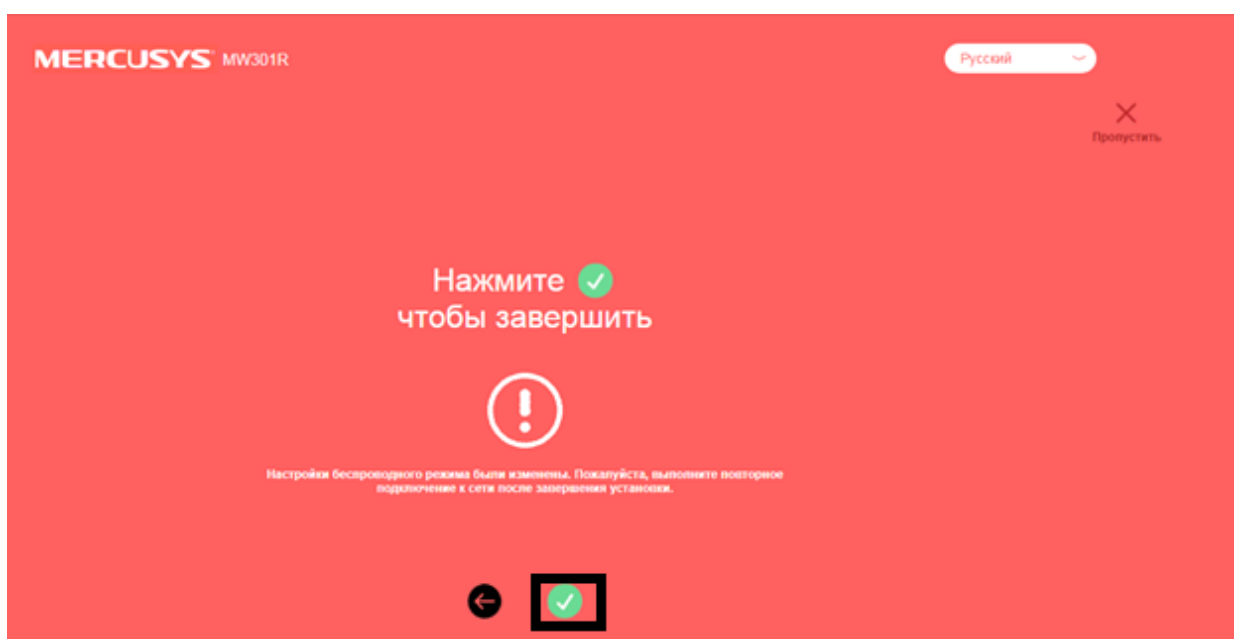 MERCUSYS MW301R
Русский
Пропустить
Нажмите
чтобы завершить
Настройки беспроводного режима были изменены. Пожалуйста, выполните повторное
подключение к сети после завершения установки.